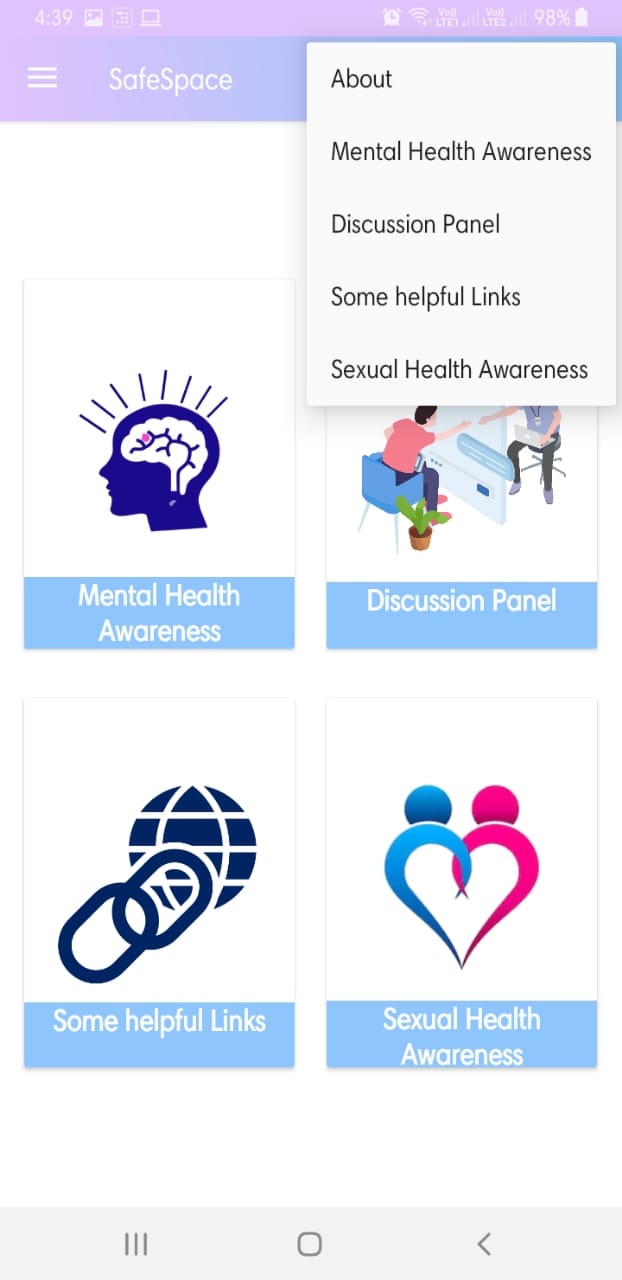 4:39 Vo)) LTE1 Vo)) LTE2 98%
SafeSpace
About
Mental Health Awareness
Discussion Panel
Some helpful Links
Sexual Health Awareness
Mental Health
Awareness
Discussion Panel
Some helpful Links
Sexual Health
Awareness